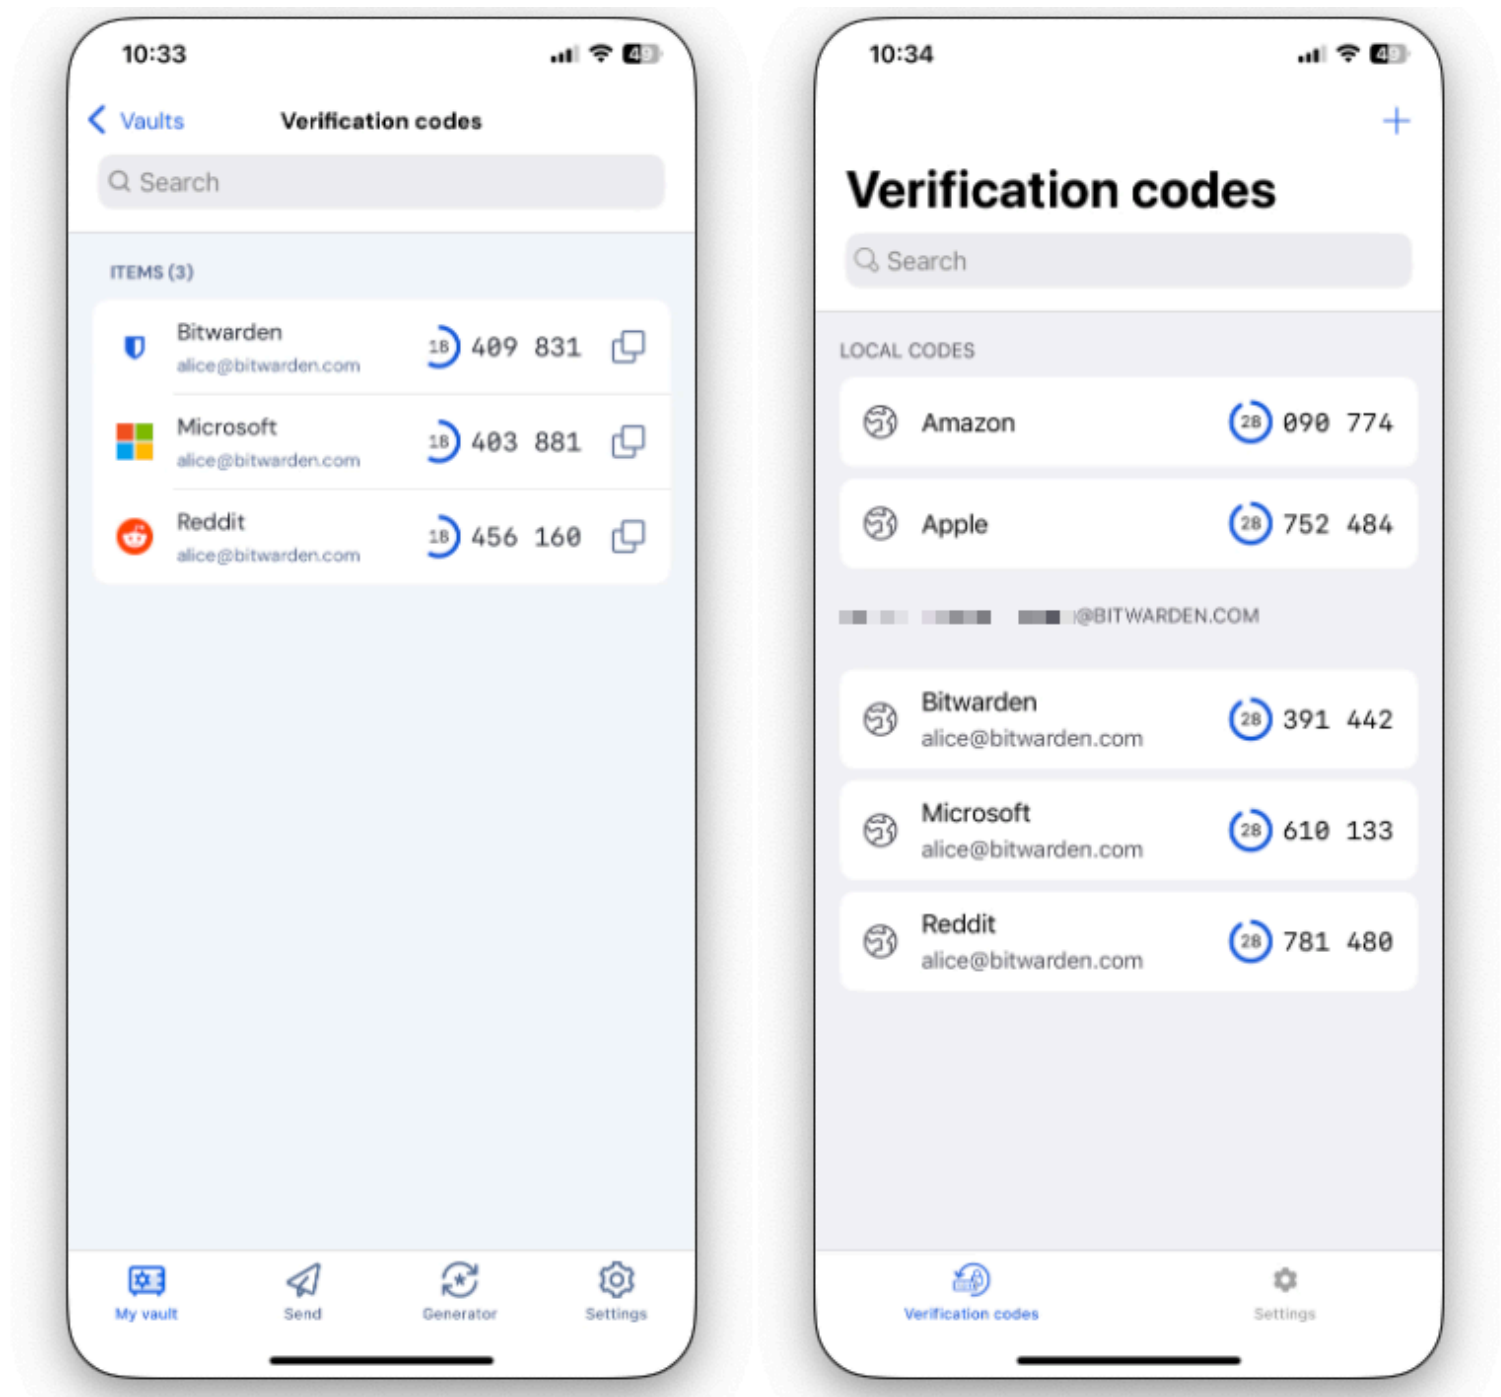 10:33
49
Vaults
Verification codes
Search
ITEMS (3)
Bitwarden
alice@bitwarden.com
18
409 831
Microsoft
alice@bitwarden.com
18
403 881
Reddit
alice@bitwarden.com
18
456 160
My vault
Send
Generator
Settings
10:34
49
Verification codes
Search
LOCAL CODES
Amazon
28
090 774
Apple
28
752 484
@BITWARDEN.COM
Bitwarden
alice@bitwarden.com
28
391 442
Microsoft
alice@bitwarden.com
28
610 133
Reddit
alice@bitwarden.com
28
781 480
Verification codes
Settings